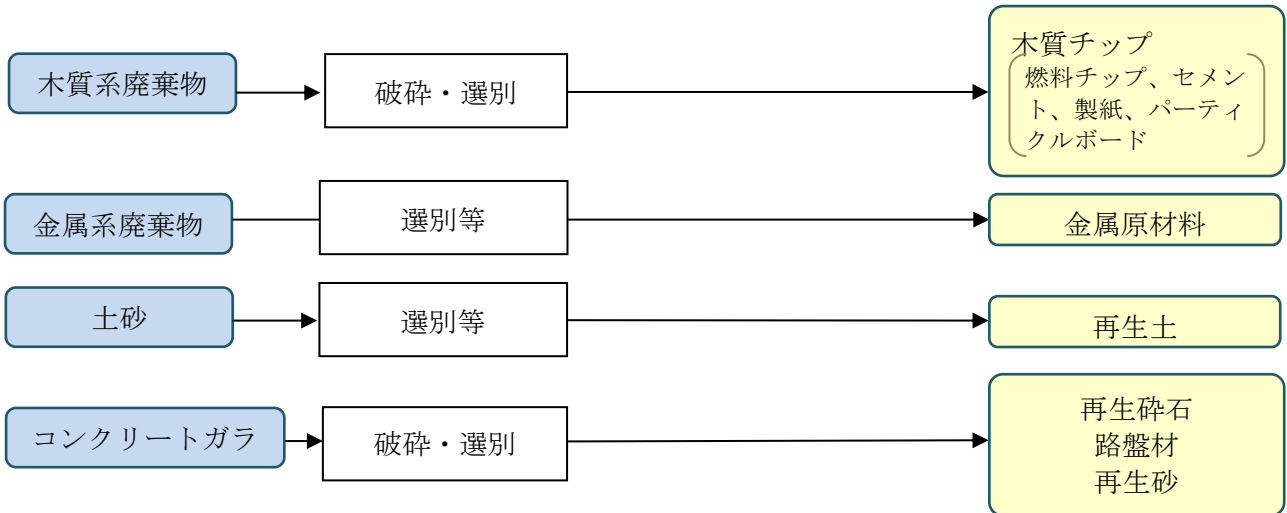 木質系廃棄物
破砕・選別
木質チップ
燃料チップ、セメン
ト、製紙、パーティ
クルボード
金属系廃棄物
選別等
金属原材料
土砂
選別等
再生土
コンクリートガラ
破砕・選別
再生砕石
路盤材
再生砂